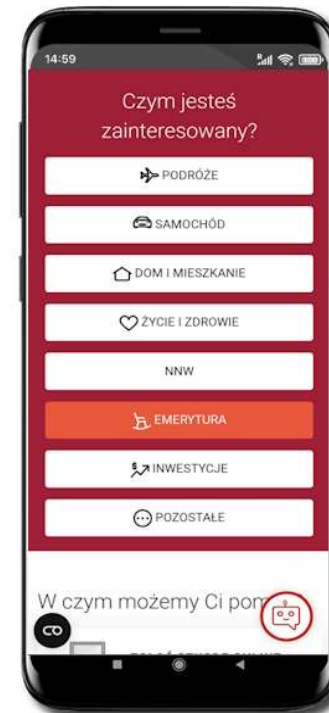 14:59
Czym jesteś
zainteresowany?
PODRÓŻE
SAMOCHÓD
DOM I MIESZKANIE
ŻYCIE I ZDROWIE
NNW
EMERYTURA
INWESTYCJE
POZOSTAŁE
W czym możemy Ci pom